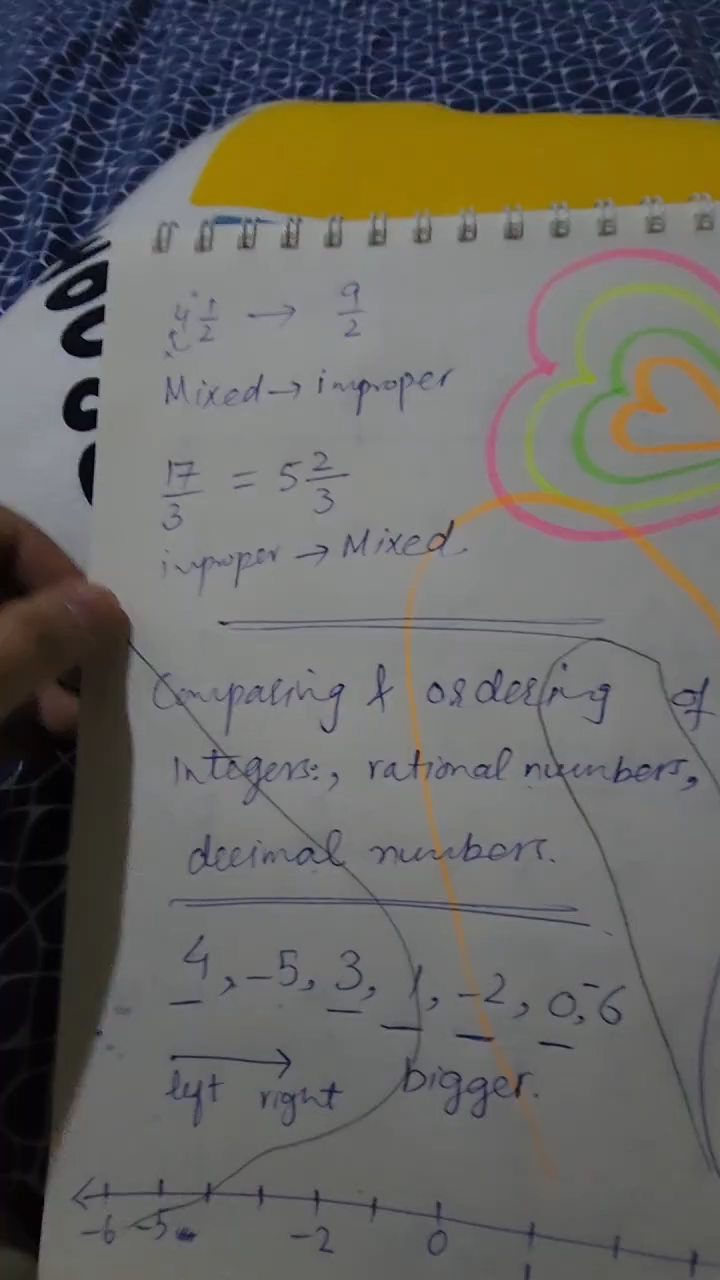 4 1/2 → 9/2
Mixed → improper
17/3 = 5 2/3
improper → Mixed
Comparing & ordering of
integers:, rational numbers,
decimal numbers.
4, -5, 3, 1, -2, 0, -6
left right bigger.
-6 -5 -2 0